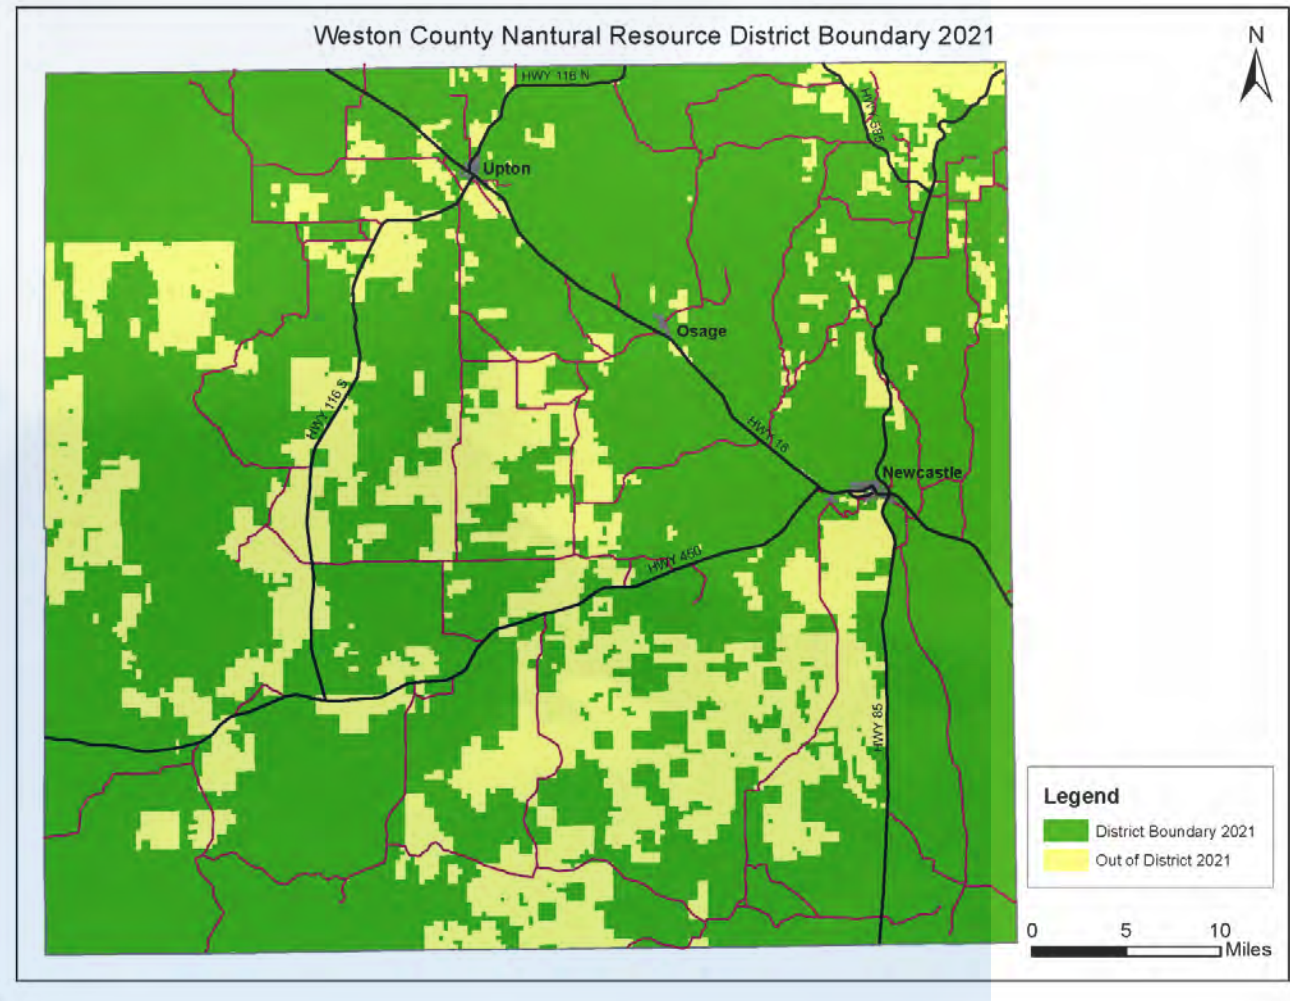 Weston County Nantural Resource District Boundary 2021
N
HWY 116 N
HWY 585
Upton
Osage
HWY 116 S
HWY 16
Newcastle
HWY 450
HWY 85
Legend
District Boundary 2021
Out of District 2021
0 5 10
Miles